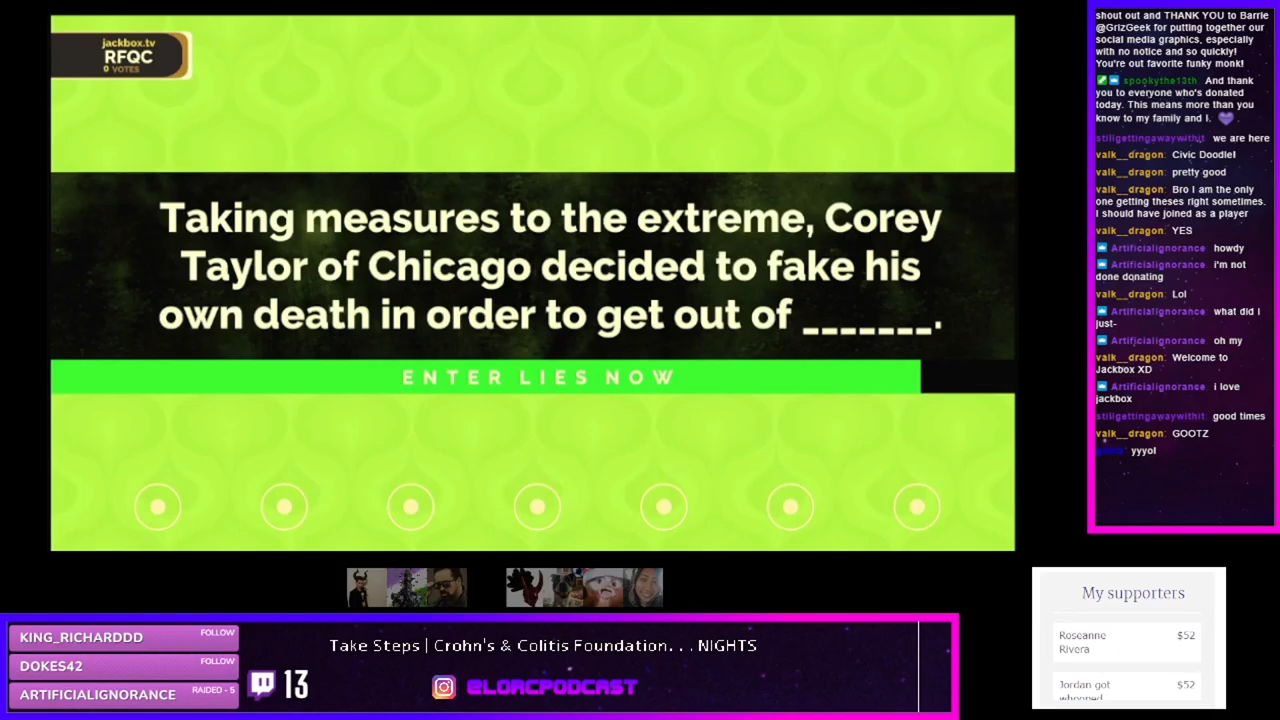 jackbox.tv
RFQC
0 VOTES
Taking measures to the extreme, Corey
Taylor of Chicago decided to fake his
own death in order to get out of _______.
ENTER LIES NOW
shout out and THANK YOU to Barrie
@GrizGeek for putting together our
social media graphics, especially
with no notice and so quickly!
You're out favorite funky monk!
spookythe13th: And thank
you to everyone who's donated
today. This means more than you
know to my family and I.
stillgettingawaywithit: we are here
valk__dragon: Civic Doodle!
valk__dragon: pretty good
valk__dragon: Bro I am the only
one getting theses right sometimes.
I should have joined as a player
valk__dragon: YES
Artificialignorance: howdy
Artificialignorance: i'm not
done donating
valk__dragon: Lol
Artificialignorance: what did I
just-
Artificialignorance: oh my
valk__dragon: Welcome to
Jackbox XD
Artificialignorance: i love
jackbox
stillgettingawaywithit: good times
valk__dragon: GOOTZ
yyyo!
KING_RICHARDDD FOLLOW
DOKES42 FOLLOW
ARTIFICIALIGNORANCE RAIDED - 5
13
Take Steps | Crohn's & Colitis Foundation. . . NIGHTS
@LORCPODCAST
My supporters
Roseanne
Rivera
$52
Jordan got
whooped
$52